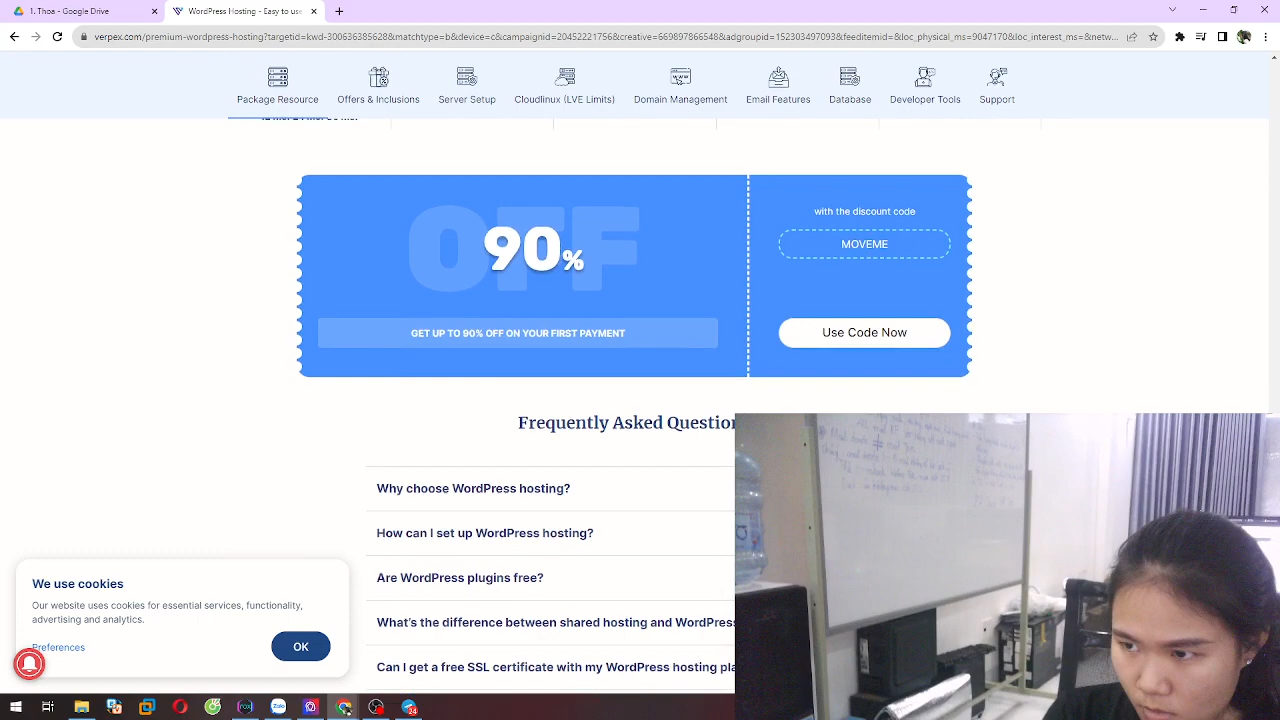 1. Thoa - Google Drive
WordPress Hosting - Easy to use
verpex.com/premium-wordpress-hosting?targetid=kwd-300636385628&matchtype=b&device=c&campaignid=20452221756&creative=669897866548&adgroupid=152303497093&feeditemid=&loc_physical_ms=9047170&loc_interest_ms=&netw...
Package Resource
Offers & Inclusions
Server Setup
Cloudlinux (LVE Limits)
Domain Management
Email Features
Database
Developer Tools
Support
OFF
90%
GET UP TO 90% OFF ON YOUR FIRST PAYMENT
with the discount code
MOVEME
Use Code Now
Frequently Asked Question
Why choose WordPress hosting?
How can I set up WordPress hosting?
Are WordPress plugins free?
What's the difference between shared hosting and WordPress
Can I get a free SSL certificate with my WordPress hosting pla
We use cookies
Our website uses cookies for essential services, functionality,
advertising and analytics.
Preferences
OK
Zalo
24